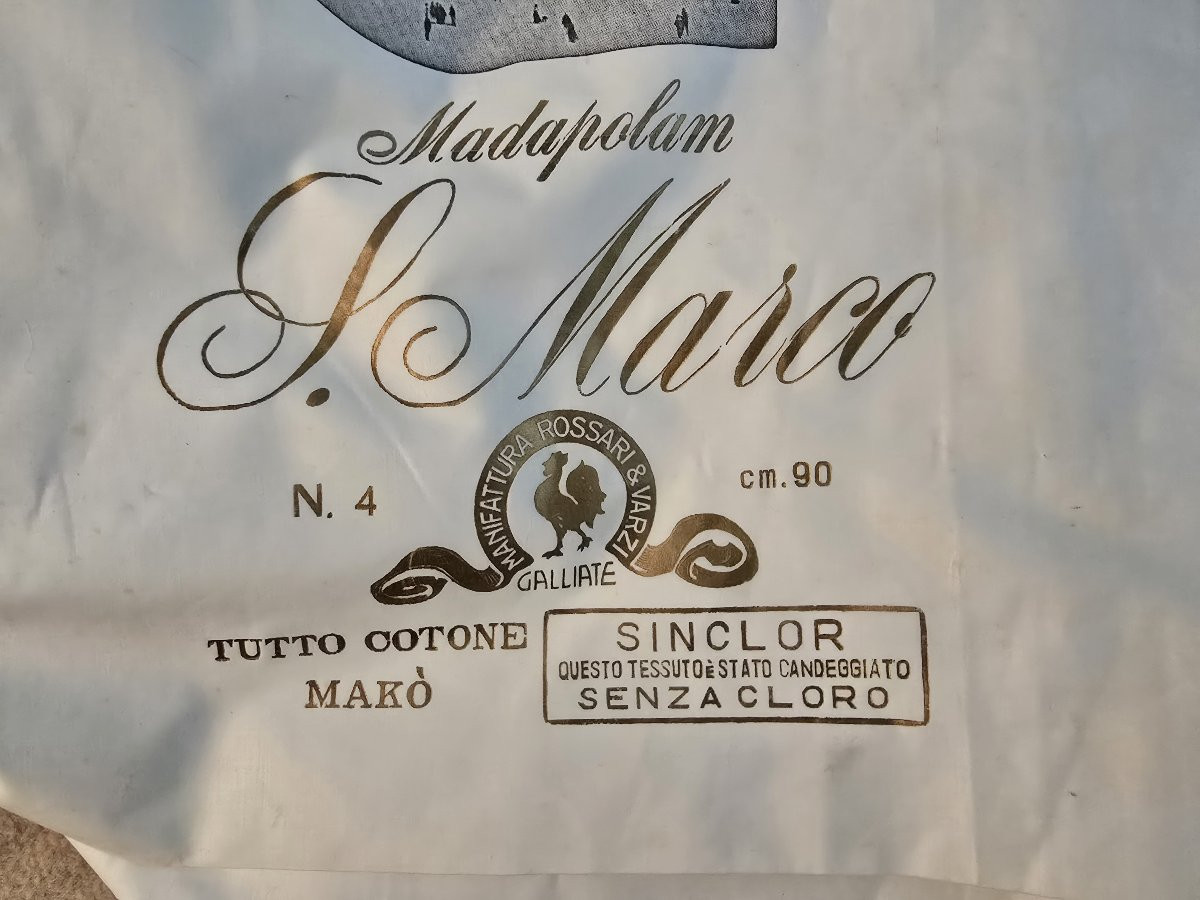 Madapolam
S. Marco
MANIFATTURA ROSSARI & VARZI
N. 4
cm.90
GALLIATE
TUTTO COTONE
MAKÒ
SINCLOR
QUESTO TESSUTO È STATO CANDEGGIATO
SENZA CLORO